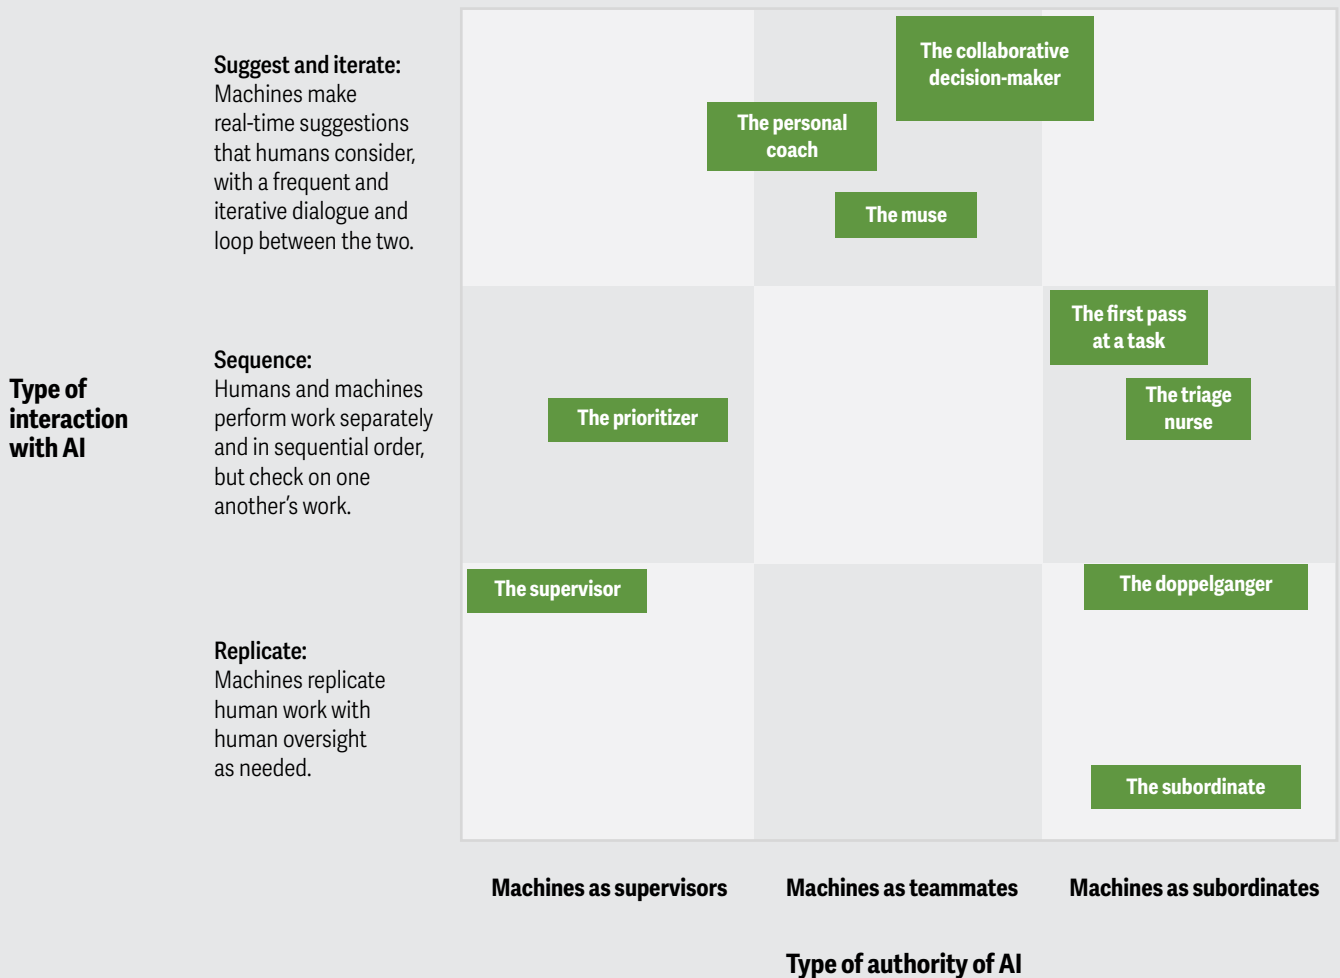 Suggest and iterate:
Machines make
real-time suggestions
that humans consider,
with a frequent and
iterative dialogue and
loop between the two.
The collaborative
decision-maker
The personal
coach
The muse
Type of
interaction
with AI
Sequence:
Humans and machines
perform work separately
and in sequential order,
but check on one
another’s work.
The prioritizer
The first pass
at a task
The triage
nurse
Replicate:
Machines replicate
human work with
human oversight
as needed.
The supervisor
The doppelganger
The subordinate
Machines as supervisors
Machines as teammates
Machines as subordinates
Type of authority of AI